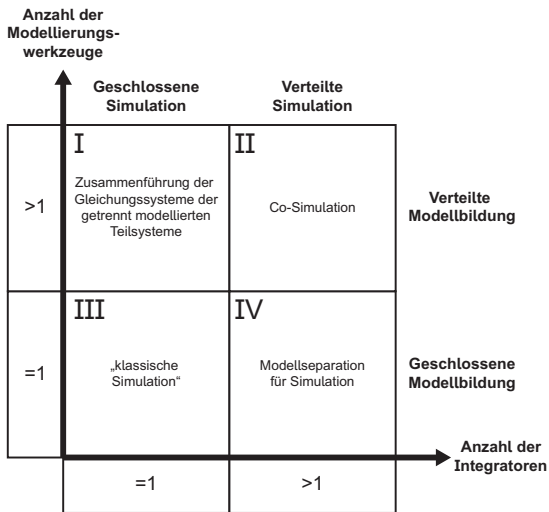 Anzahl der
Modellierungs-
werkzeuge
Geschlossene
Simulation
Verteilte
Simulation
I
II
>1
Zusammenführung der
Gleichungssysteme der
getrennt modellierten
Teilsysteme
Co-Simulation
Verteilte
Modellbildung
III
IV
=1
„klassische
Simulation“
Modellseparation
für Simulation
Geschlossene
Modellbildung
Anzahl der
Integratoren
=1
>1